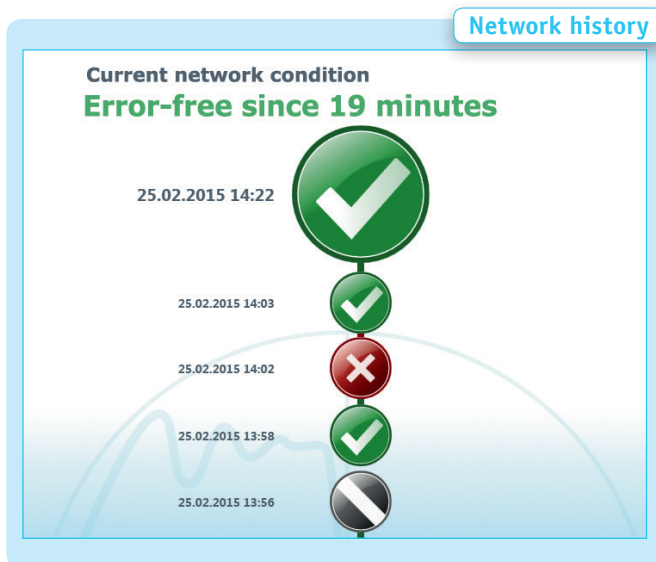 Network history
Current network condition
Error-free since 19 minutes
25.02.2015 14:22
25.02.2015 14:03
25.02.2015 14:02
25.02.2015 13:58
25.02.2015 13:56